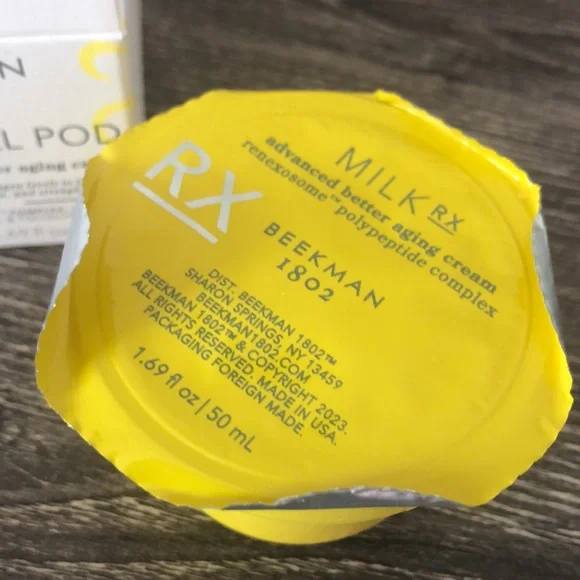 N
L POD
aging
RX
MILK RX
advanced better aging cream
renexosome™ polypeptide complex
BEEKMAN
1802
DIST. BEEKMAN 1802™
SHARON SPRINGS, NY 13459
BEEKMAN1802.COM
BEEKMAN 1802™ & COPYRIGHT 2023.
ALL RIGHTS RESERVED. MADE IN USA.
PACKAGING FOREIGN MADE.
1.69 fl oz | 50 mL